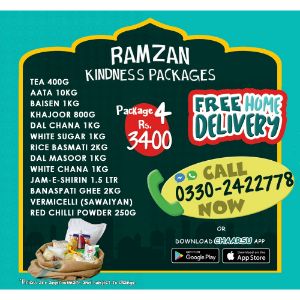 RAMZAN
KINDNESS PACKAGES
TEA 400G
AATA 10KG
BAISEN 1KG
KHAJOOR 800G
DAL CHANA 1KG
WHITE SUGAR 1KG
RICE BASMATI 2KG
DAL MASOOR 1KG
WHITE CHANA 1KG
JAM-E-SHIRIN 1.5 LTR
BANASPATI GHEE 2KG
VERMICELLI (SAWAIYAN)
RED CHILLI POWDER 250G
Package 4
Rs.
3400
FREE HOME
DELIVERY
CALL
0330-2422778
NOW
OR
DOWNLOAD CHAARSU APP
Google Play
App Store